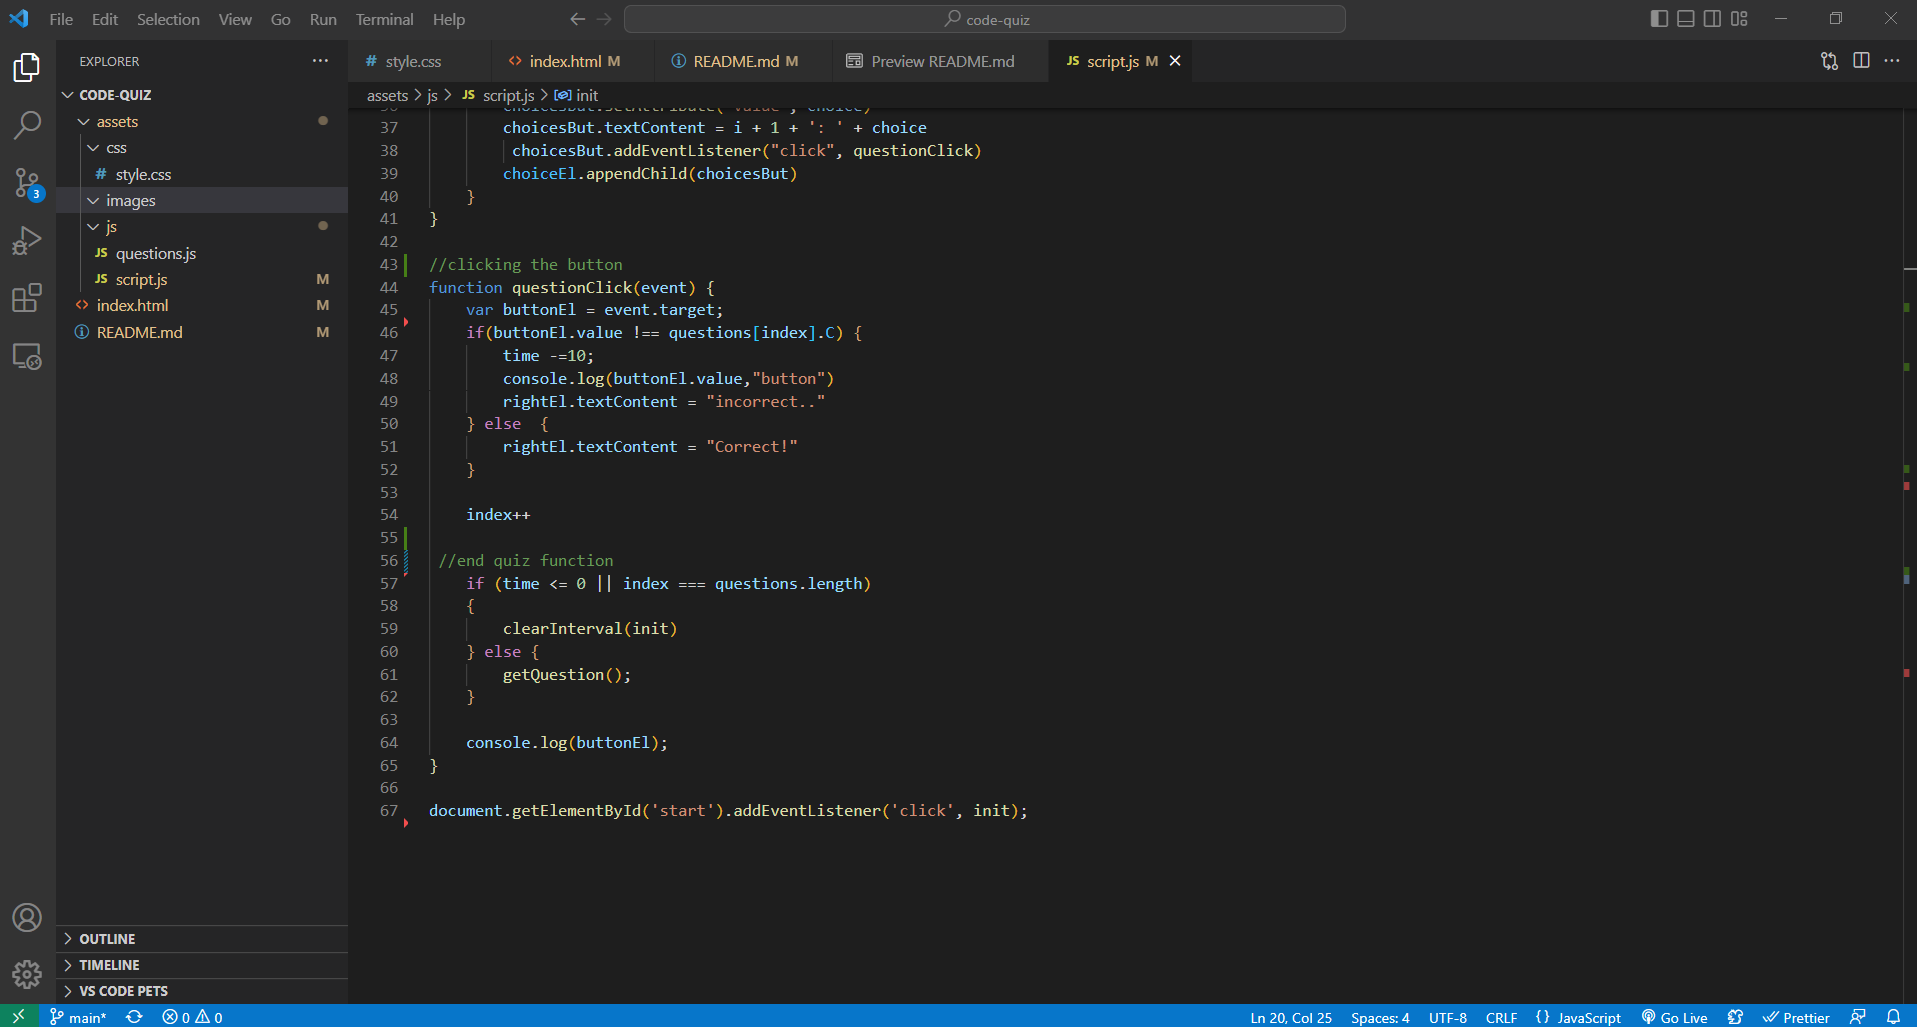 File Edit Selection View Go Run Terminal Help
code-quiz
EXPLORER
CODE-QUIZ
assets
css
# style.css
images
js
JS questions.js
JS script.js M
<> index.html M
README.md M
OUTLINE
TIMELINE
VS CODE PETS
3
# style.css
<> index.html M
README.md M
Preview README.md
JS script.js M
assets > js > JS script.js > init
37 choicesBut.textContent = i + 1 + ': ' + choice
38 choicesBut.addEventListener("click", questionClick)
39 choiceEl.appendChild(choicesBut)
40 }
41 }
42
43 //clicking the button
44 function questionClick(event) {
45 var buttonEl = event.target;
46 if(buttonEl.value !== questions[index].C) {
47 time -=10;
48 console.log(buttonEl.value,"button")
49 rightEl.textContent = "incorrect.."
50 } else  {
51 rightEl.textContent = "Correct!"
52 }
53
54 index++
55
56 //end quiz function
57 if (time <= 0 || index === questions.length)
58 {
59 clearInterval(init)
60 } else {
61 getQuestion();
62 }
63
64 console.log(buttonEl);
65 }
66
67 document.getElementById('start').addEventListener('click', init);
main* 0 0 Ln 20, Col 25 Spaces: 4 UTF-8 CRLF {} JavaScript Go Live Prettier